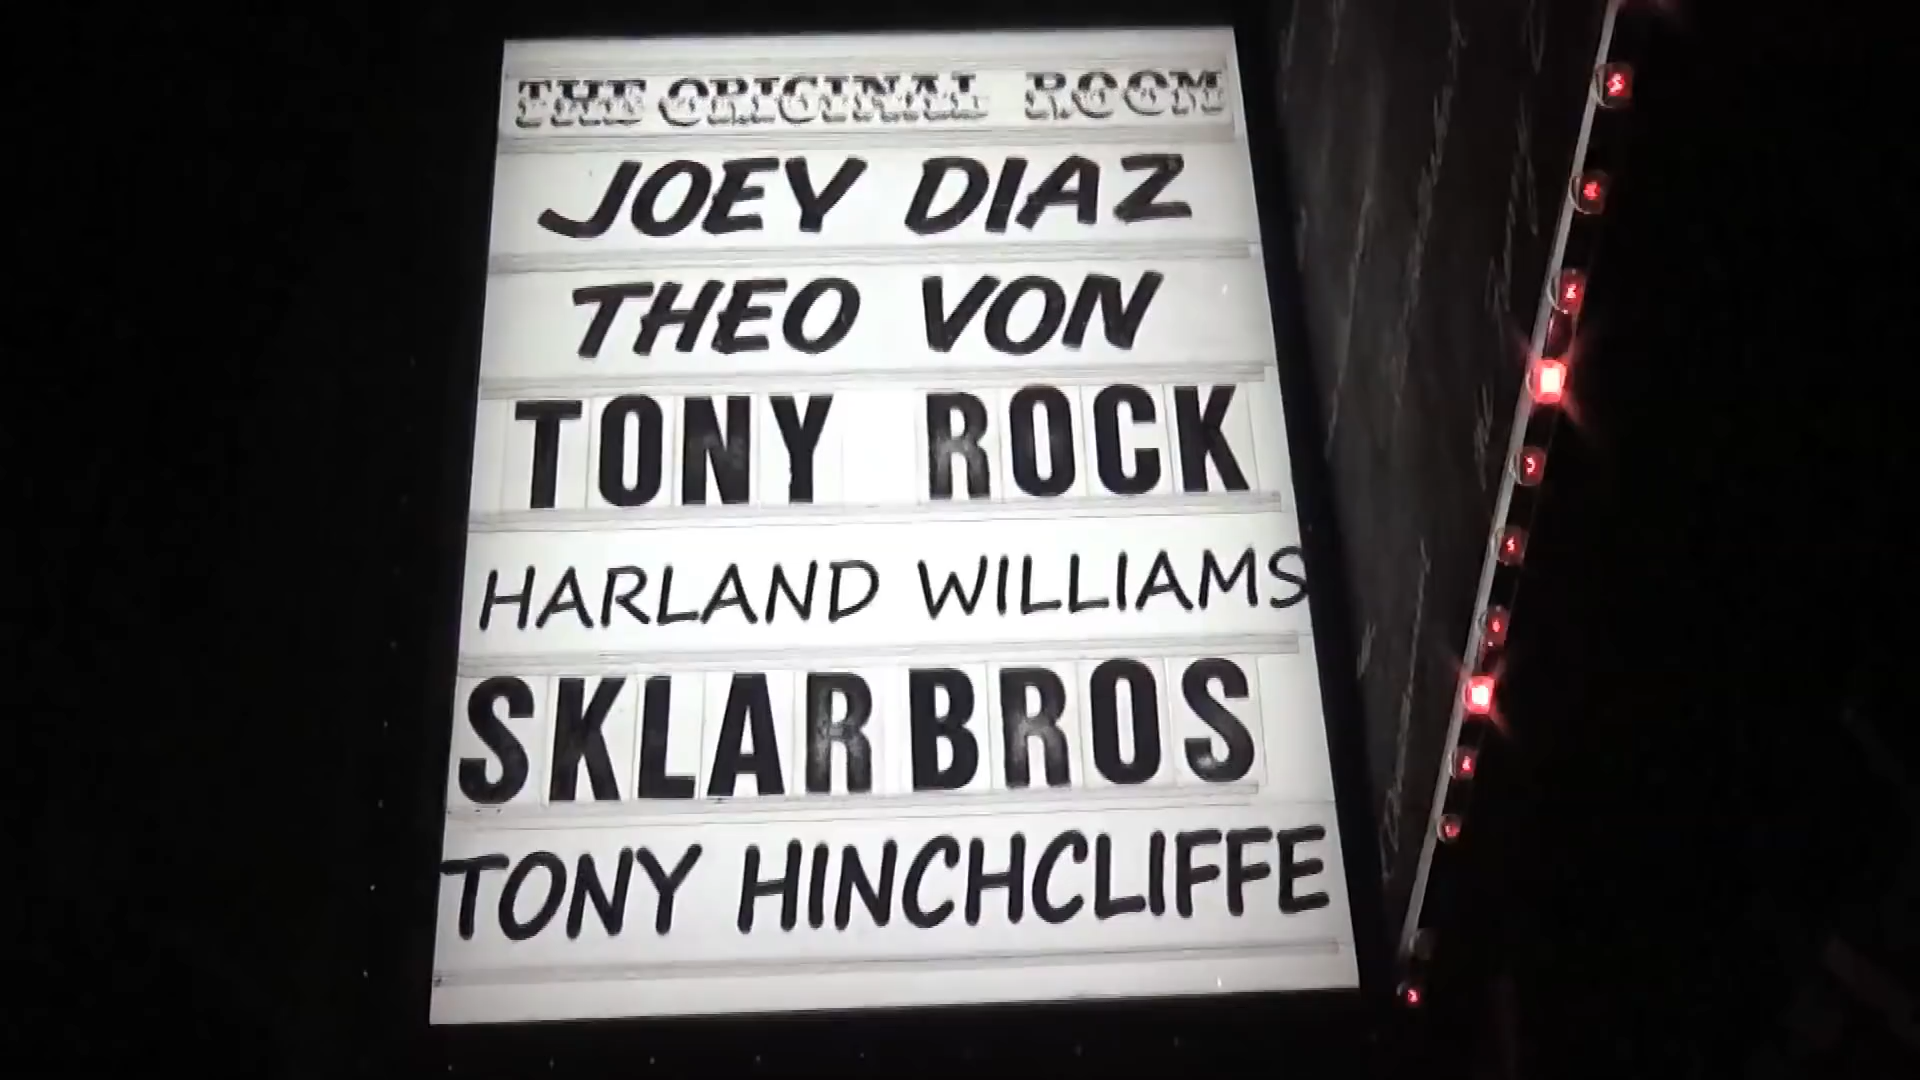 THE ORIGINAL ROOM
JOEY DIAZ
THEO VON
TONY ROCK
HARLAND WILLIAMS
SKLAR BROS
TONY HINCHCLIFFE